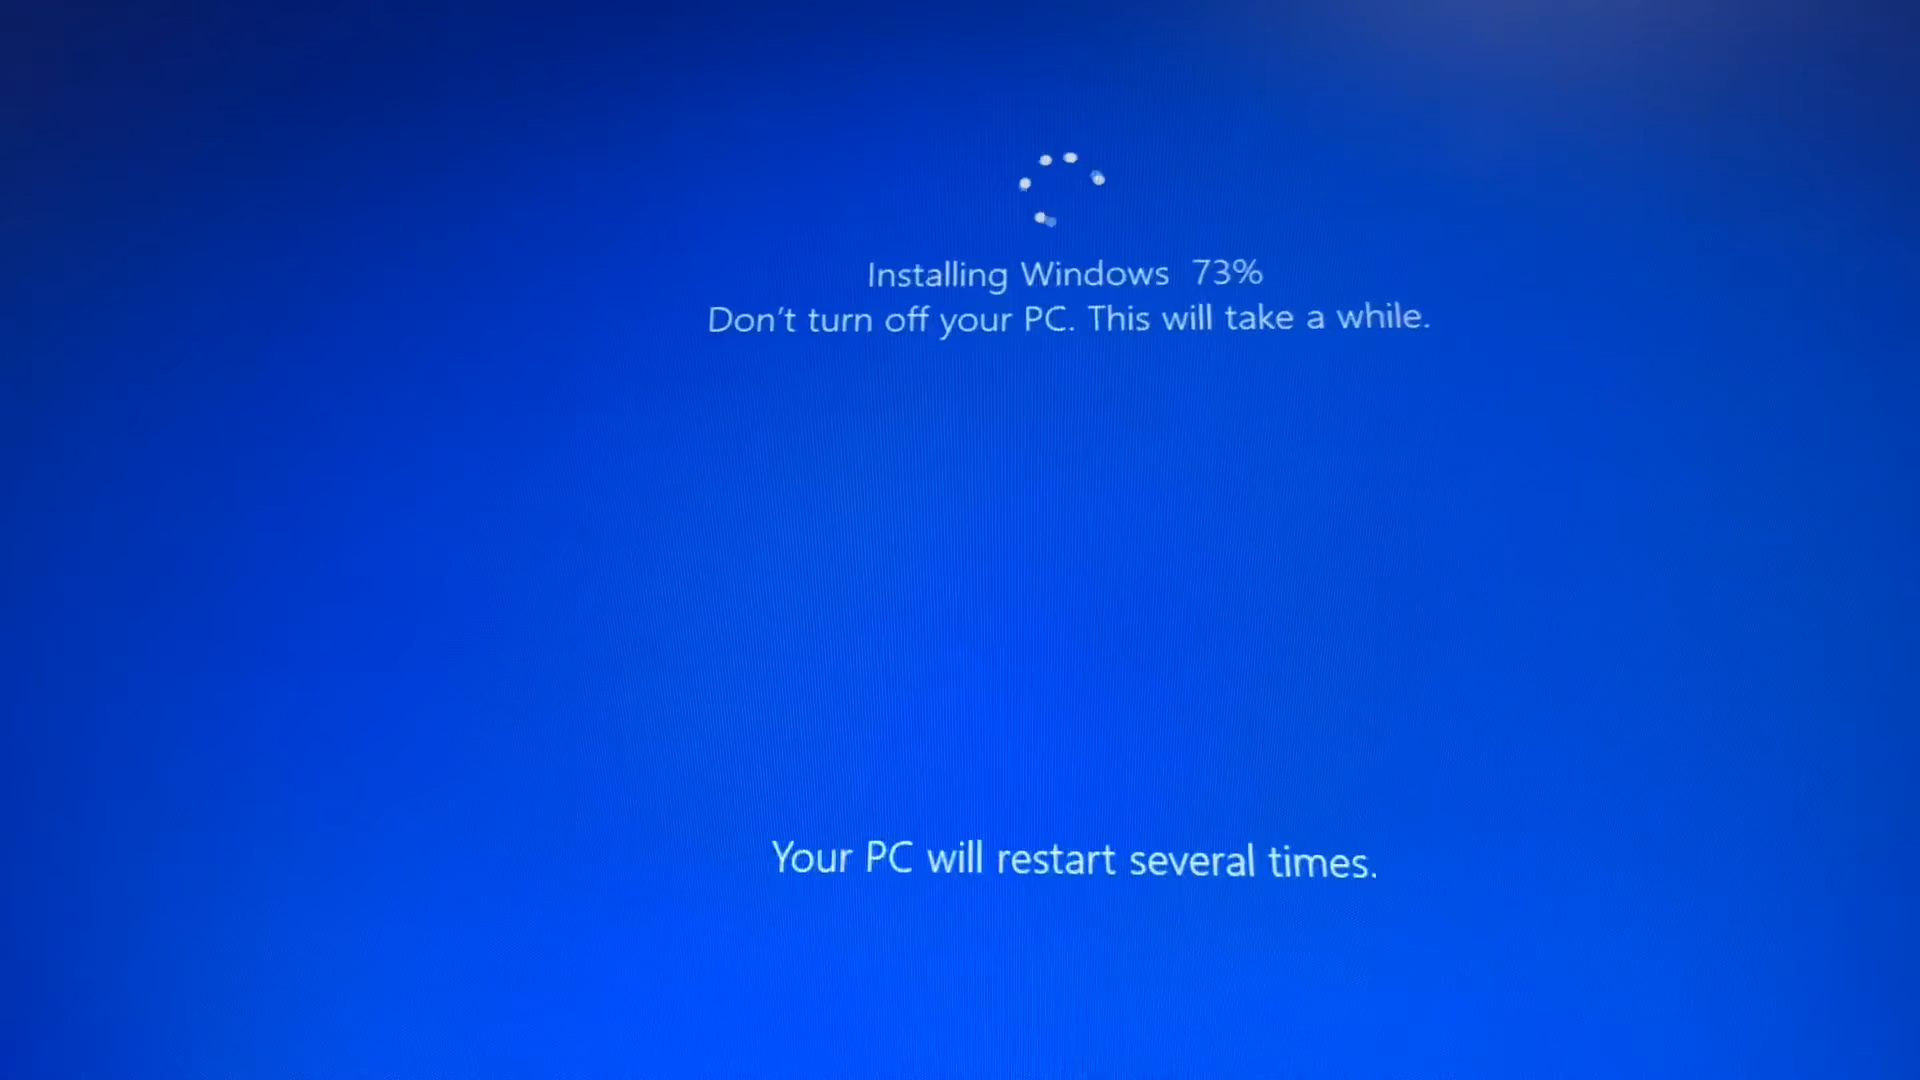 Installing Windows 73%
Don't turn off your PC. This will take a while.
Your PC will restart several times.